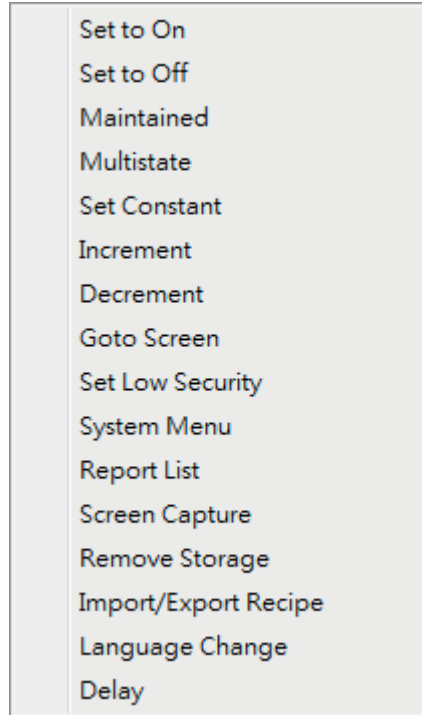 Set to On
Set to Off
Maintained
Multistate
Set Constant
Increment
Decrement
Goto Screen
Set Low Security
System Menu
Report List
Screen Capture
Remove Storage
Import/Export Recipe
Language Change
Delay